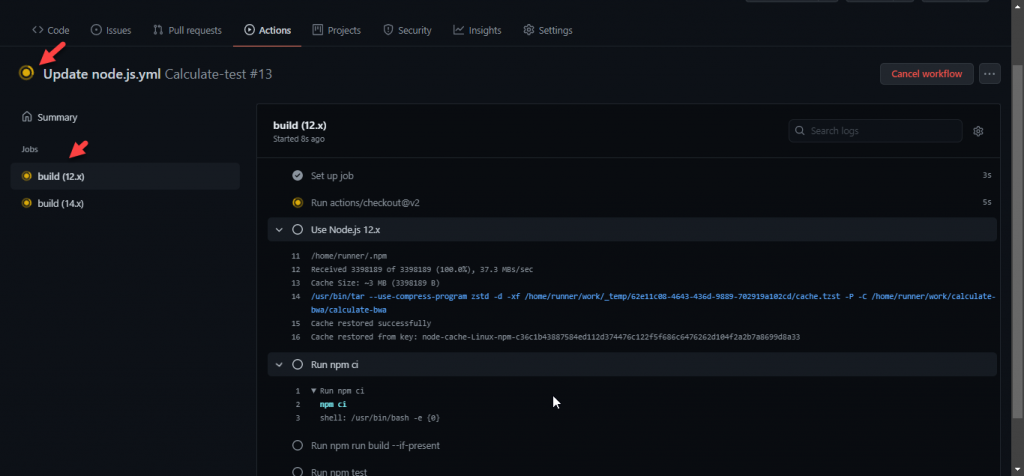 Code Issues Pull requests Actions Projects Security Insights Settings
Update node.js.yml Calculate-test #13
Cancel workflow
...
Summary
Jobs
build (12.x)
build (14.x)
build (12.x)
Started 8s ago
Search logs
Set up job 3s
Run actions/checkout@v2 5s
Use Node.js 12.x
11 /home/runner/.npm
12 Received 3398189 of 3398189 (100.0%), 37.3 MBs/sec
13 Cache Size: ~3 MB (3398189 B)
14 /usr/bin/tar --use-compress-program zstd -d -xf /home/runner/work/_temp/62e11c08-4643-436d-9889-702919a102cd/cache.tzst -P -C /home/runner/work/calculate-
bwa/calculate-bwa
15 Cache restored successfully
16 Cache restored from key: node-cache-Linux-npm-c36c1b43887584ed112d374476c122f5f686c6476262d104f2a2b7a8699d8a33
Run npm ci
1 ▼ Run npm ci
2 npm ci
3 shell: /usr/bin/bash -e {0}
Run npm run build --if-present
Run npm test